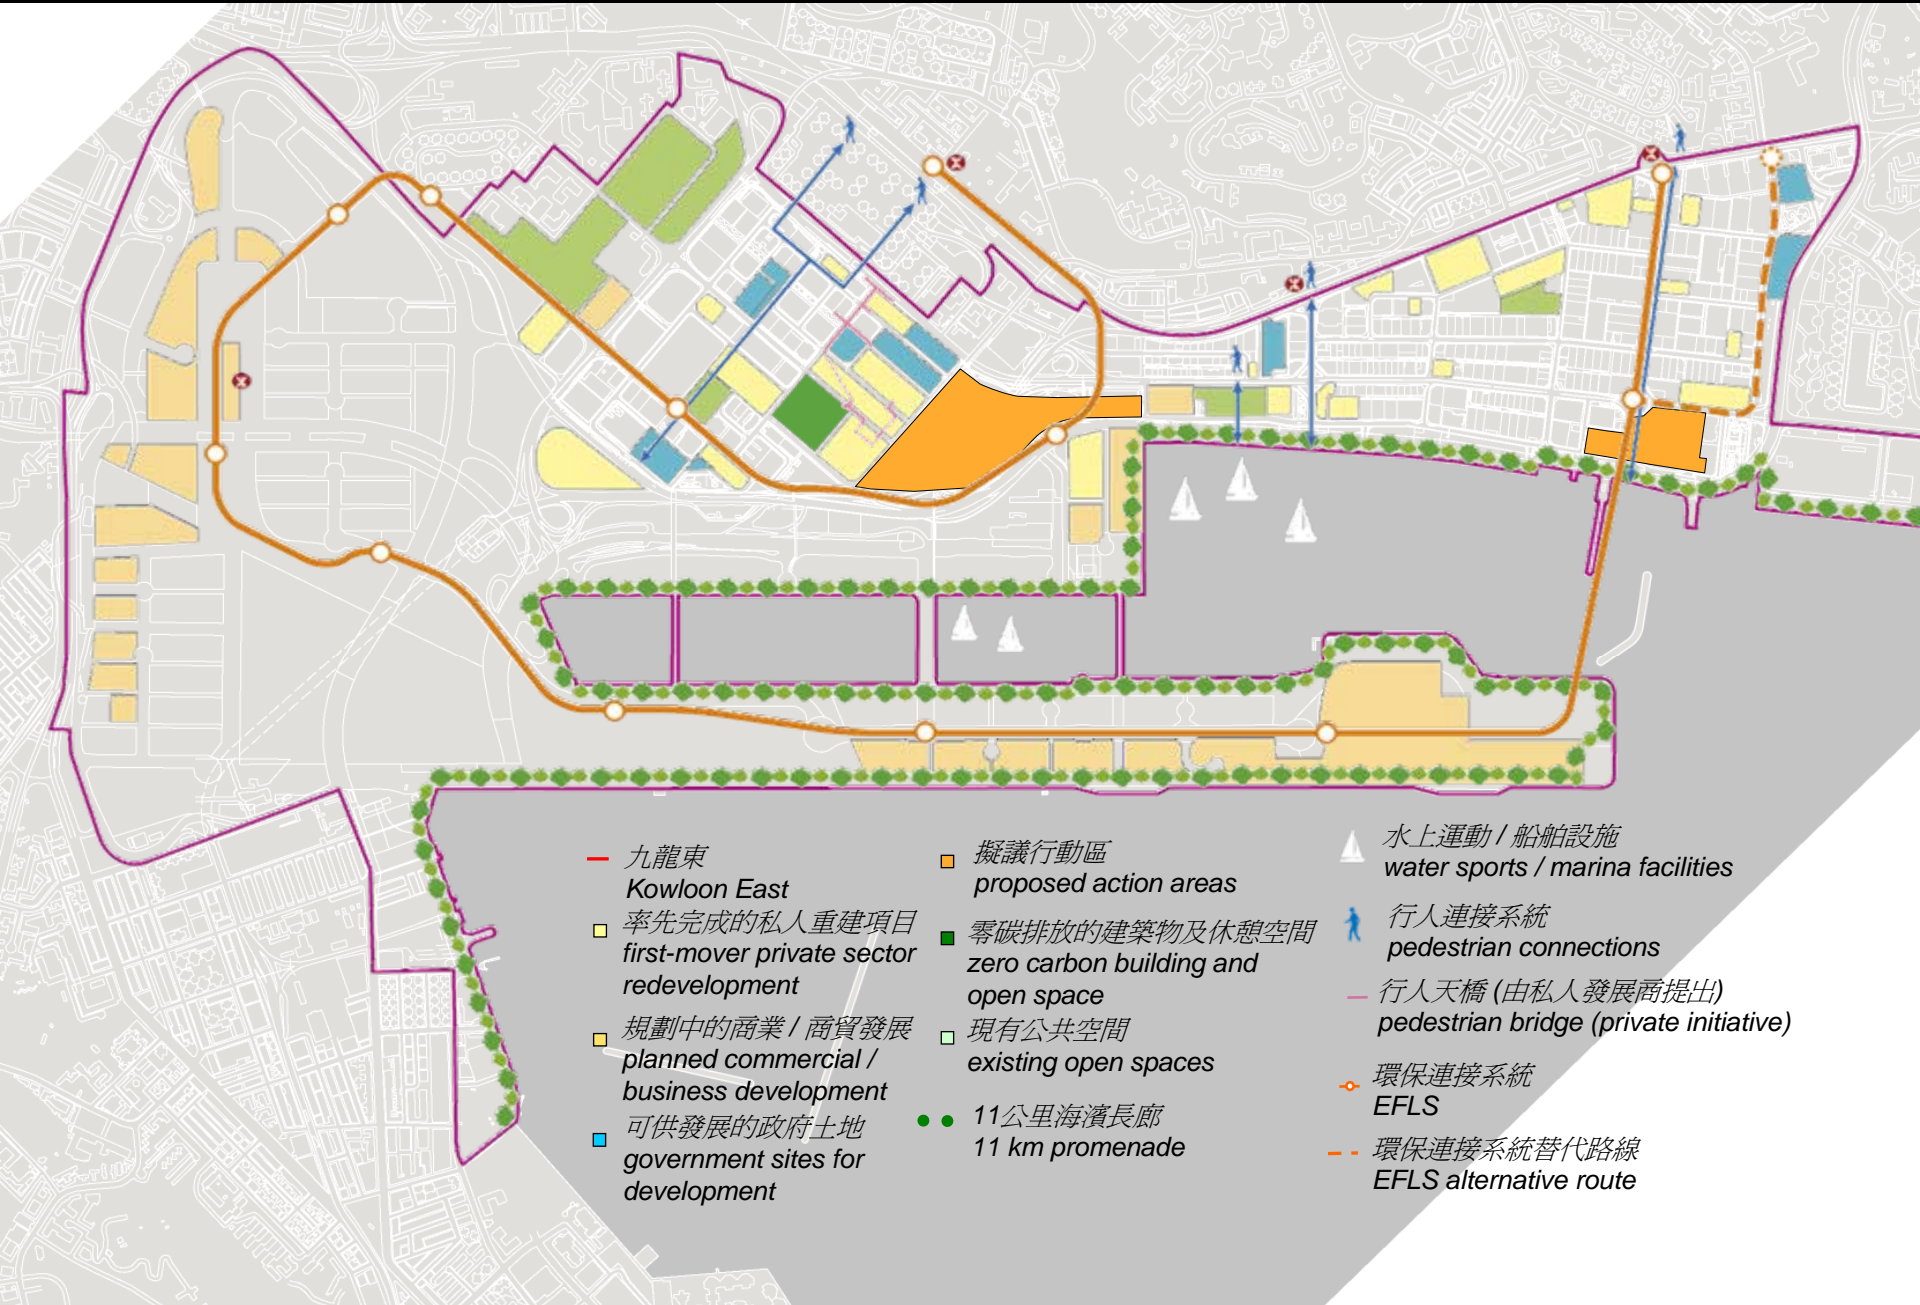 九龍東
Kowloon East
率先完成的私人重建項目
first-mover private sector
redevelopment
規劃中的商業 / 商貿發展
planned commercial /
business development
可供發展的政府土地
government sites for
development
擬議行動區
proposed action areas
零碳排放的建築物及休憩空間
zero carbon building and
open space
現有公共空間
existing open spaces
11公里海濱長廊
11 km promenade
水上運動 / 船舶設施
water sports / marina facilities
行人連接系統
pedestrian connections
行人天橋 (由私人發展商提出)
pedestrian bridge (private initiative)
環保連接系統
EFLS
環保連接系統替代路線
EFLS alternative route